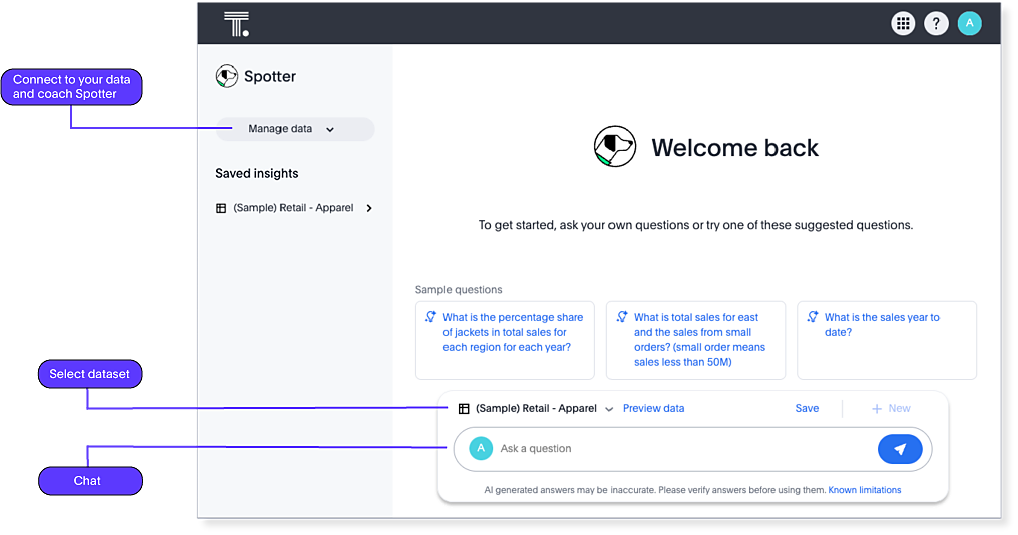 T.
?
A
Connect to your data
and coach Spotter
Spotter
Manage data
Saved insights
(Sample) Retail - Apparel
Welcome back
To get started, ask your own questions or try one of these suggested questions.
Sample questions
What is the percentage share
of jackets in total sales for
each region for each year?
What is total sales for east
and the sales from small
orders? (small order means
sales less than 50M)
What is the sales year to
date?
Select dataset
(Sample) Retail - Apparel
Preview data
Save
+ New
A
Ask a question
Chat
AI generated answers may be inaccurate. Please verify answers before using them. Known limitations